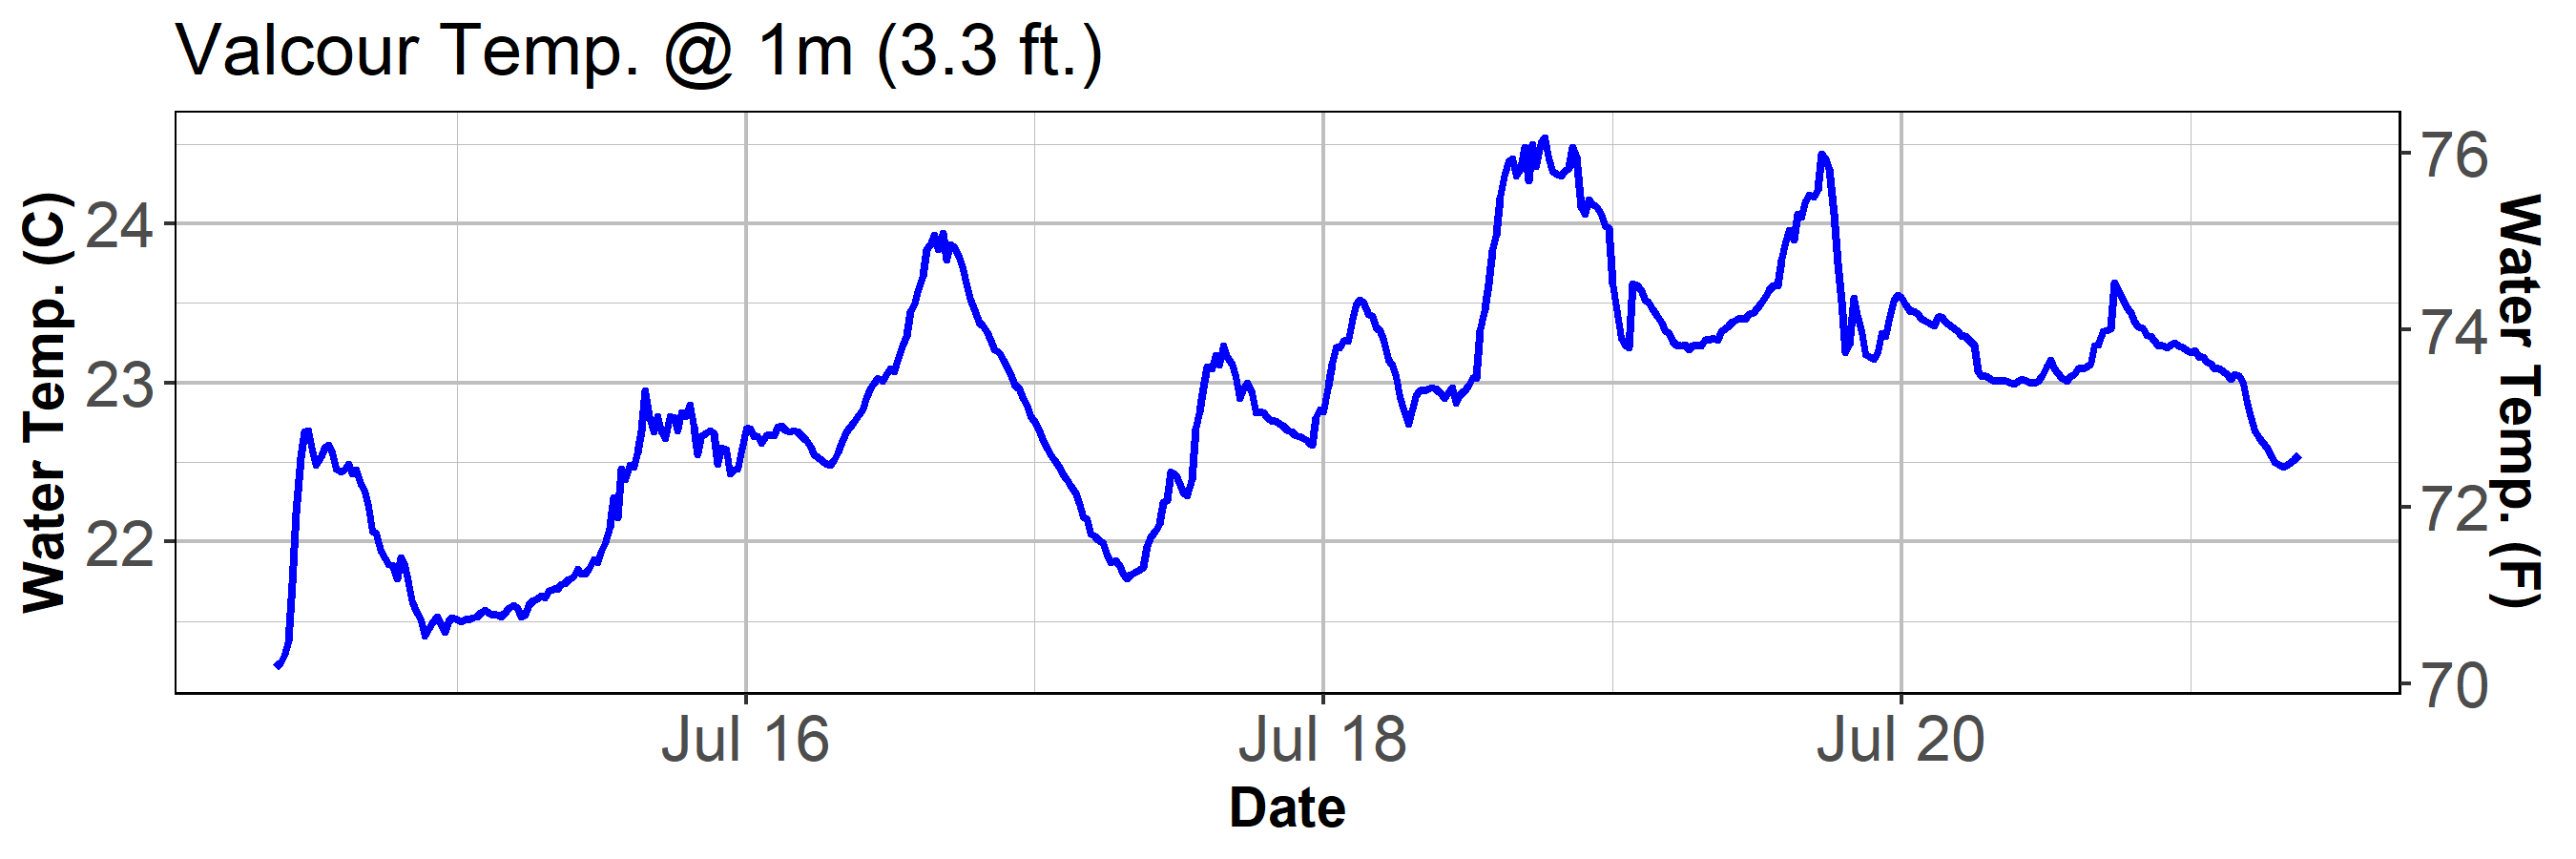 Valcour Temp. @ 1m (3.3 ft.)
Water Temp. (C)
24
23
22
76
74
72
70
Water Temp. (F)
Jul 16
Jul 18
Jul 20
Date